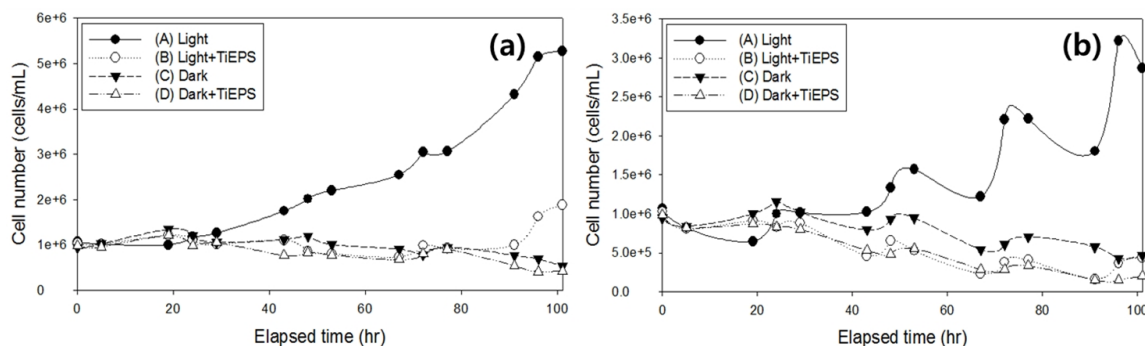 6e+6
5e+6
4e+6
3e+6
2e+6
1e+6
0
Cell number (cells/mL)
(A) Light
(B) Light+TiEPS
(C) Dark
(D) Dark+TiEPS
(a)
0 20 40 60 80 100
Elapsed time (hr)
3.5e+6
3.0e+6
2.5e+6
2.0e+6
1.5e+6
1.0e+6
5.0e+5
0.0
Cell number (cells/mL)
(A) Light
(B) Light+TiEPS
(C) Dark
(D) Dark+TiEPS
(b)
0 20 40 60 80 100
Elapsed time (hr)